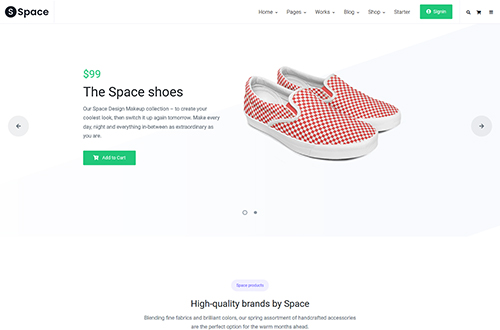 S Space
Home Pages Works Blog Shop Starter Signin
$99
The Space shoes
Our Space Design Makeup collection – to create your
coolest look, then switch it up again tomorrow. Make every
day, night and everything in-between as extraordinary as
you are.
Add to Cart
Space products
High-quality brands by Space
Blending fine fabrics and brilliant colors, our spring assortment of handcrafted accessories
are the perfect option for the warm months ahead.